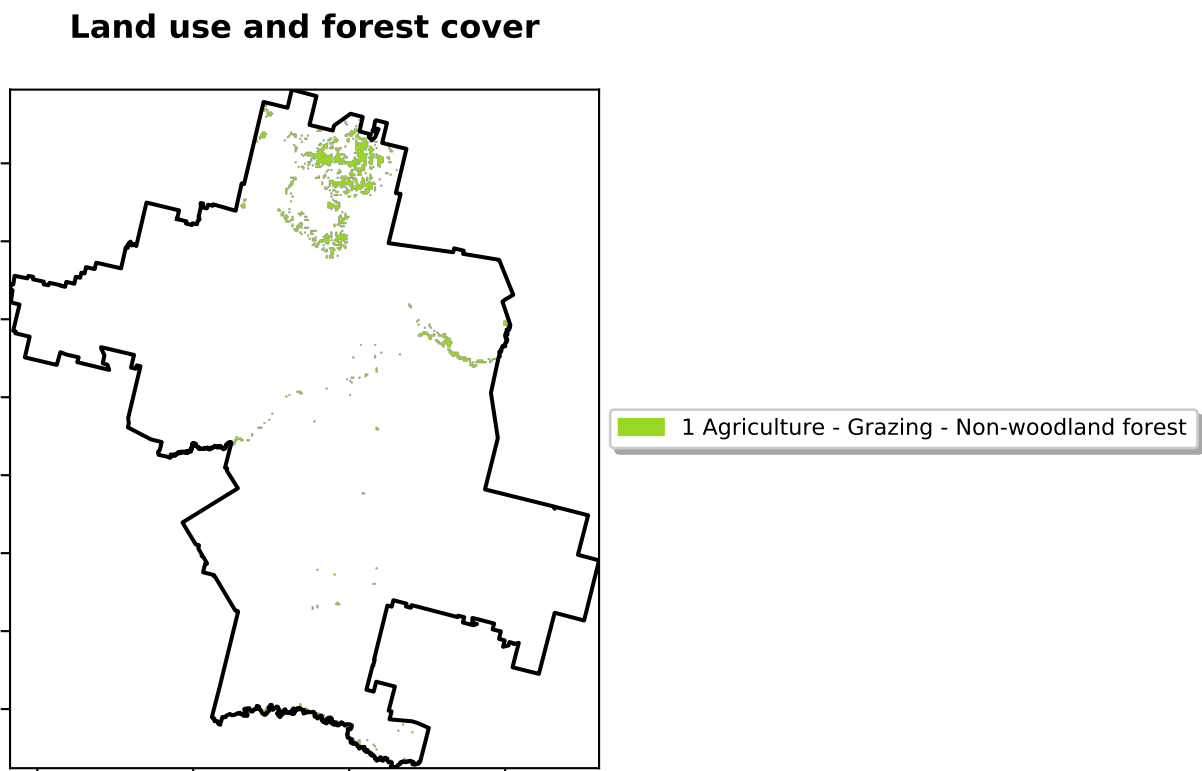 Land use and forest cover
1 Agriculture - Grazing - Non-woodland forest